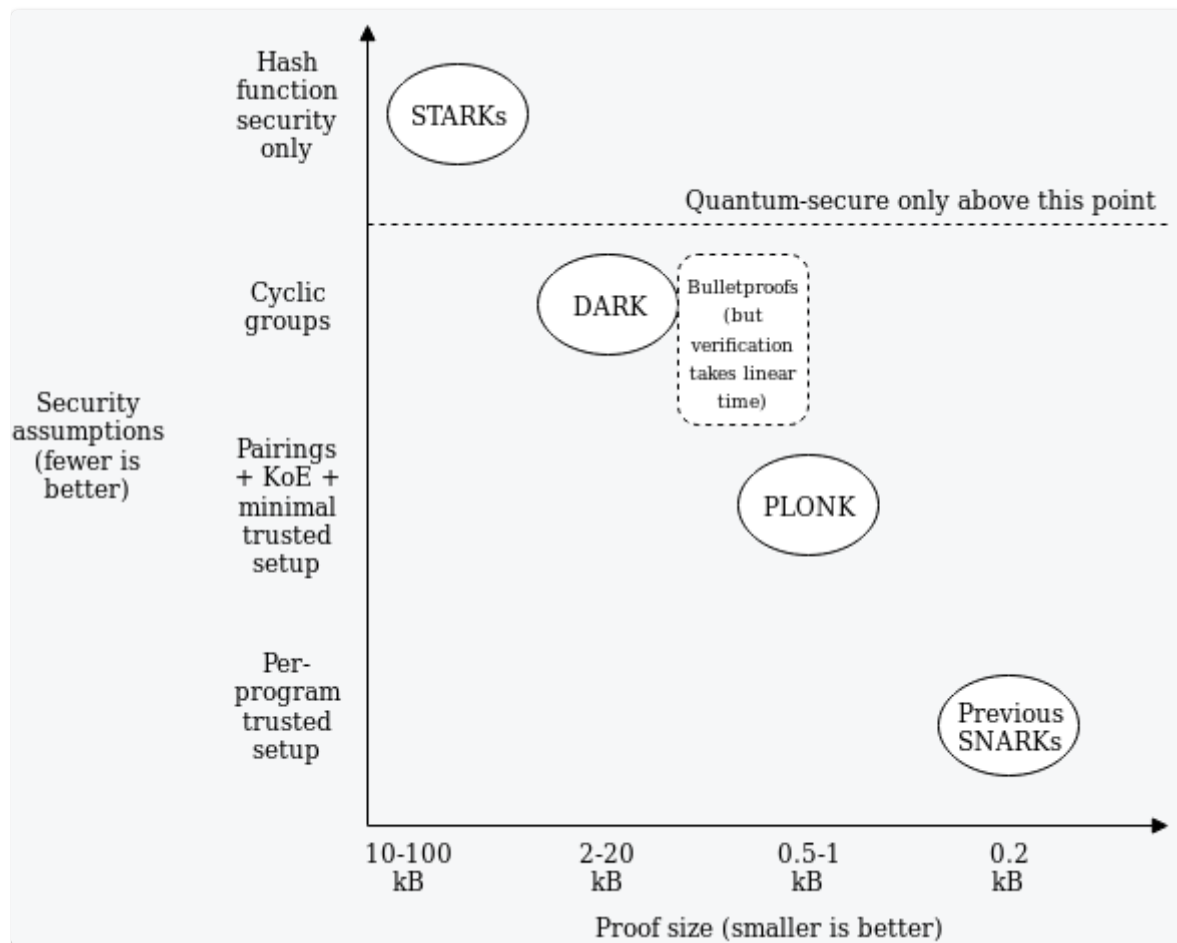 Hash
function
security
only
STARKs
Quantum-secure only above this point
Cyclic
groups
DARK
Bulletproofs
(but
verification
takes linear
time)
Security
assumptions
(fewer is
better)
Pairings
+ KoE +
minimal
trusted
setup
PLONK
Per-
program
trusted
setup
Previous
SNARKs
10-100
kB
2-20
kB
0.5-1
kB
0.2
kB
Proof size (smaller is better)